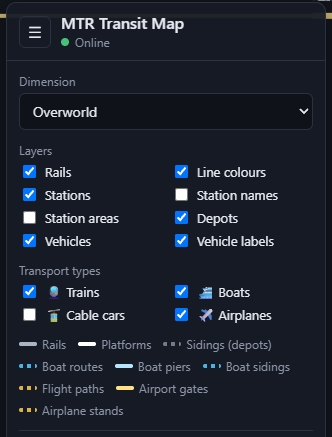 MTR Transit Map
Online
Dimension
Overworld
Layers
Rails Line colours
Stations Station names
Station areas Depots
Vehicles Vehicle labels
Transport types
Trains Boats
Cable cars Airplanes
Rails Platforms Sidings (depots)
Boat routes Boat piers Boat sidings
Flight paths Airport gates
Airplane stands